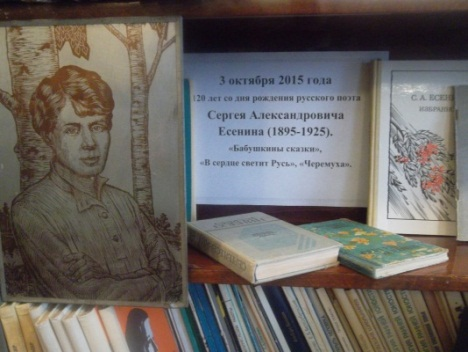 3 октября 2015 года
120 лет со дня рождения русского поэта
Сергея Александровича
Есенина (1895-1925).
«Бабушкины сказки»,
«В сердце светит Русь», «Черемуха».
С. А. ЕСЕНИН
ИЗБРАННОЕ